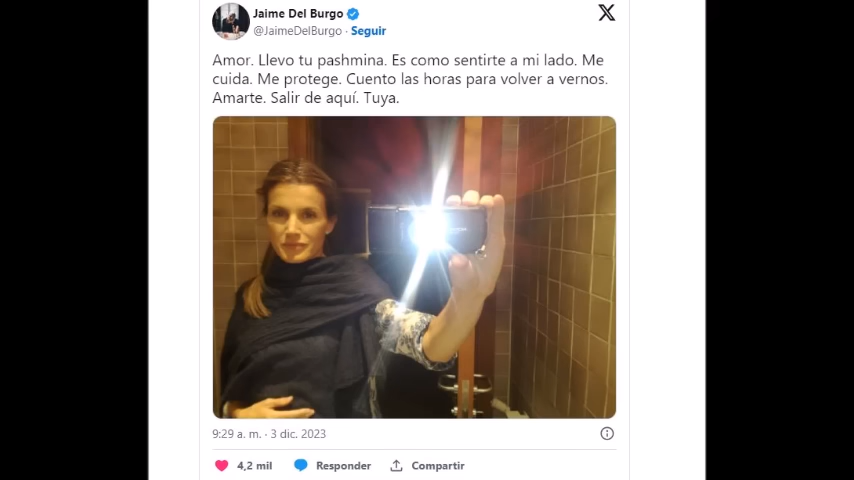 Jaime Del Burgo
@JaimeDelBurgo · Seguir
Amor. Llevo tu pashmina. Es como sentirte a mi lado. Me
cuida. Me protege. Cuento las horas para volver a vernos.
Amarte. Salir de aquí. Tuya.
9:29 a. m. · 3 dic. 2023
4,2 mil Responder Compartir